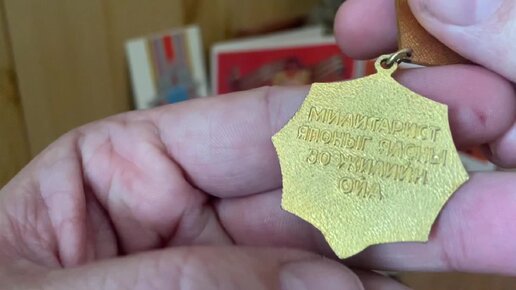 МИЛИТАРИСТ
ЯПОНЫГ ЯЛСНЫ
30 ЖИЛИЙН
ОЙД